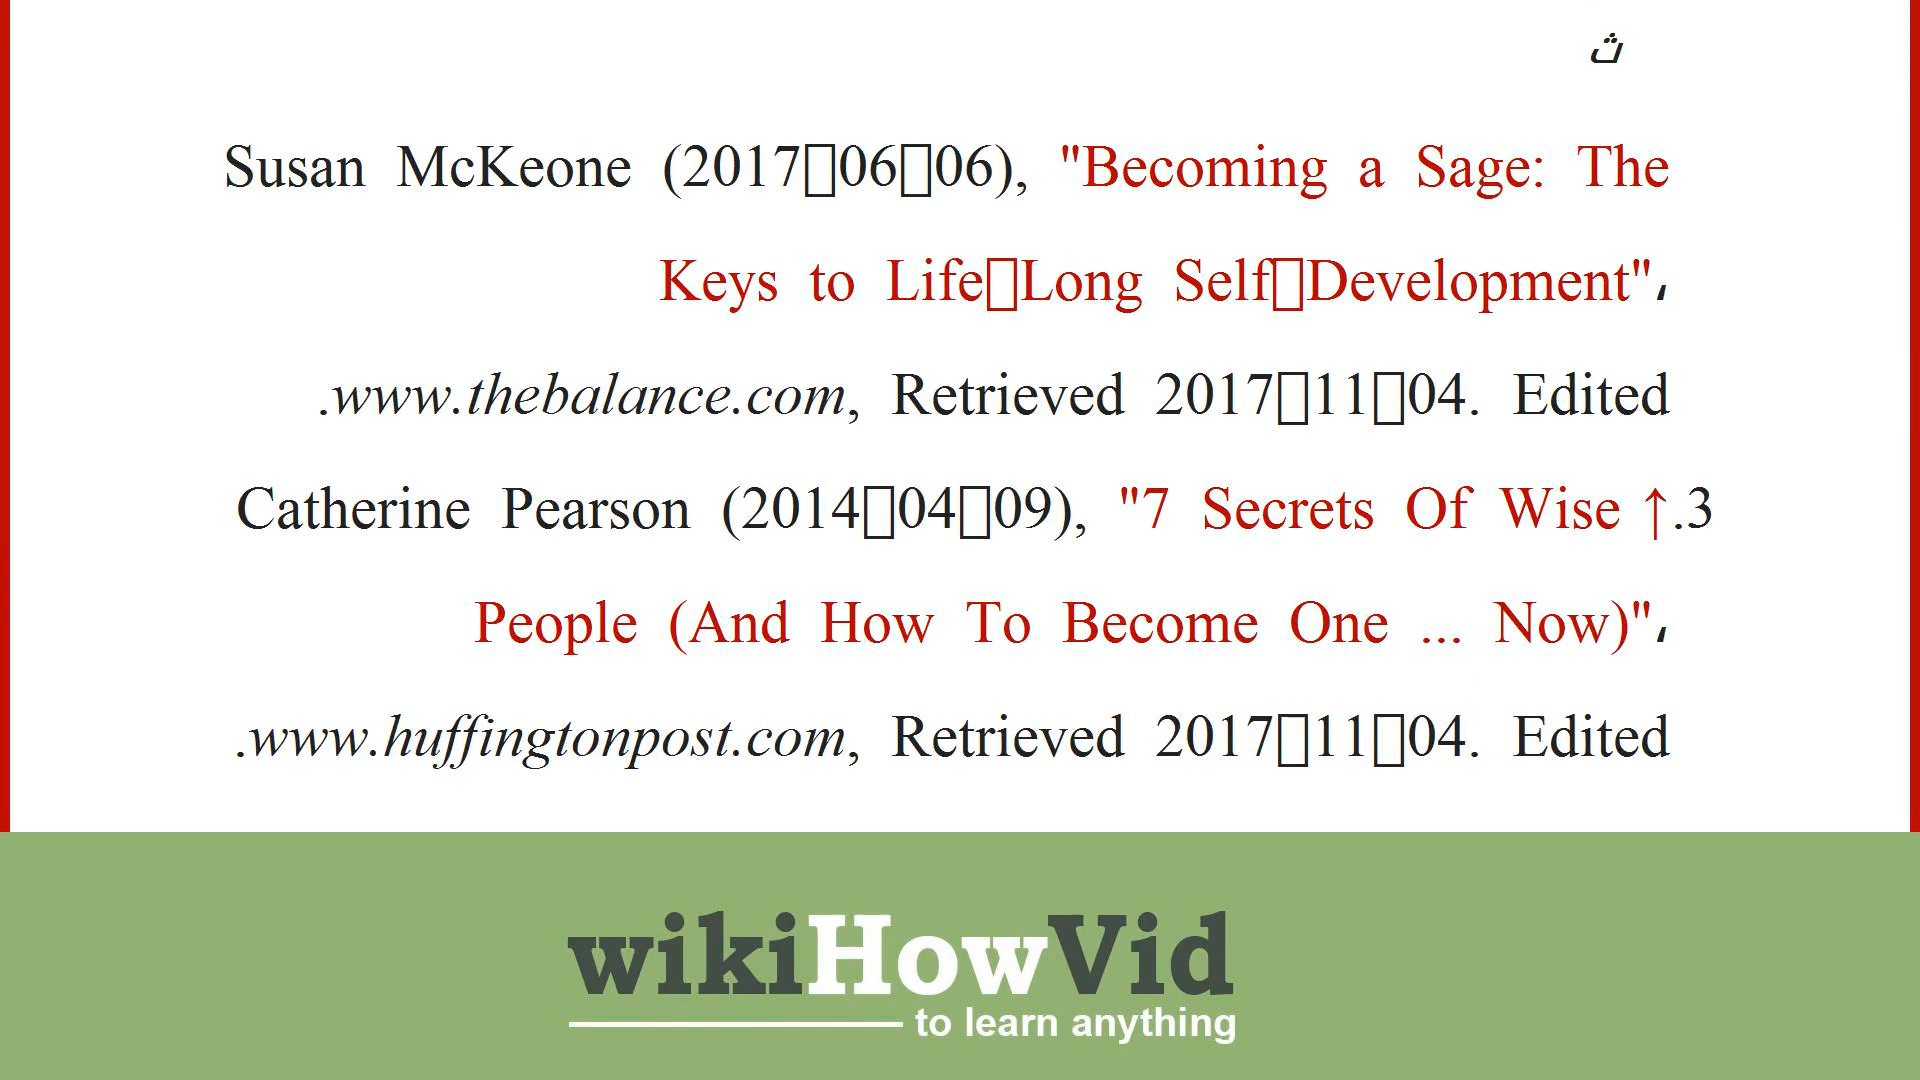 ث
Susan McKeone (2017▯06▯06), "Becoming a Sage: The
Keys to Life▯Long Self▯Development"،
.www.thebalance.com, Retrieved 2017▯11▯04. Edited
Catherine Pearson (2014▯04▯09), "7 Secrets Of Wise ↑.3
People (And How To Become One ... Now)"،
.www.huffingtonpost.com, Retrieved 2017▯11▯04. Edited
wikiHowVid
to learn anything